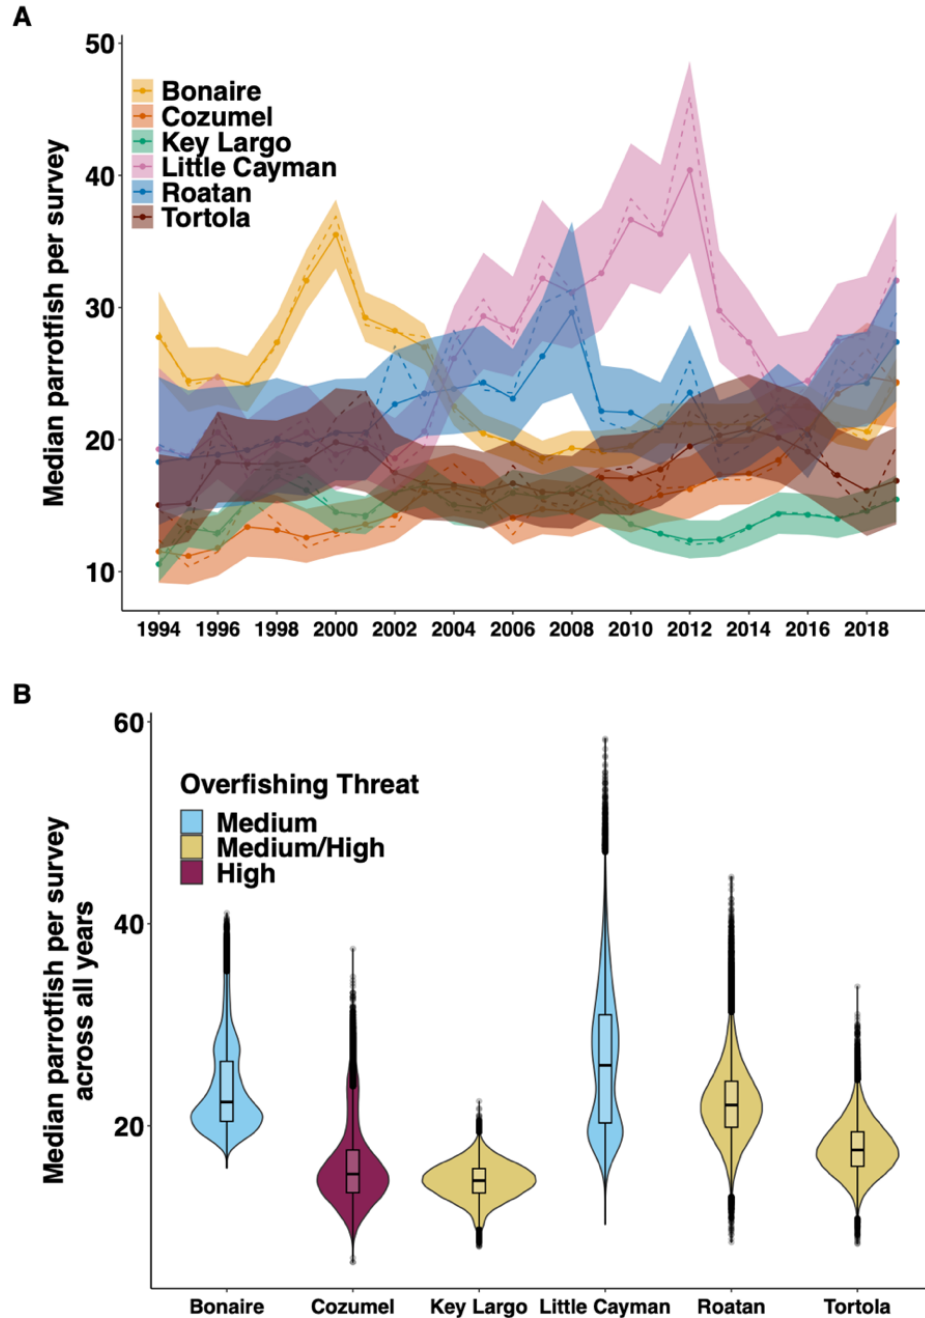 A
Median parrotfish per survey
50
40
30
20
10
Bonaire
Cozumel
Key Largo
Little Cayman
Roatan
Tortola
1994 1996 1998 2000 2002 2004 2006 2008 2010 2012 2014 2016 2018
B
Median parrotfish per survey
across all years
60
40
20
Overfishing Threat
Medium
Medium/High
High
Bonaire Cozumel Key Largo Little Cayman Roatan Tortola